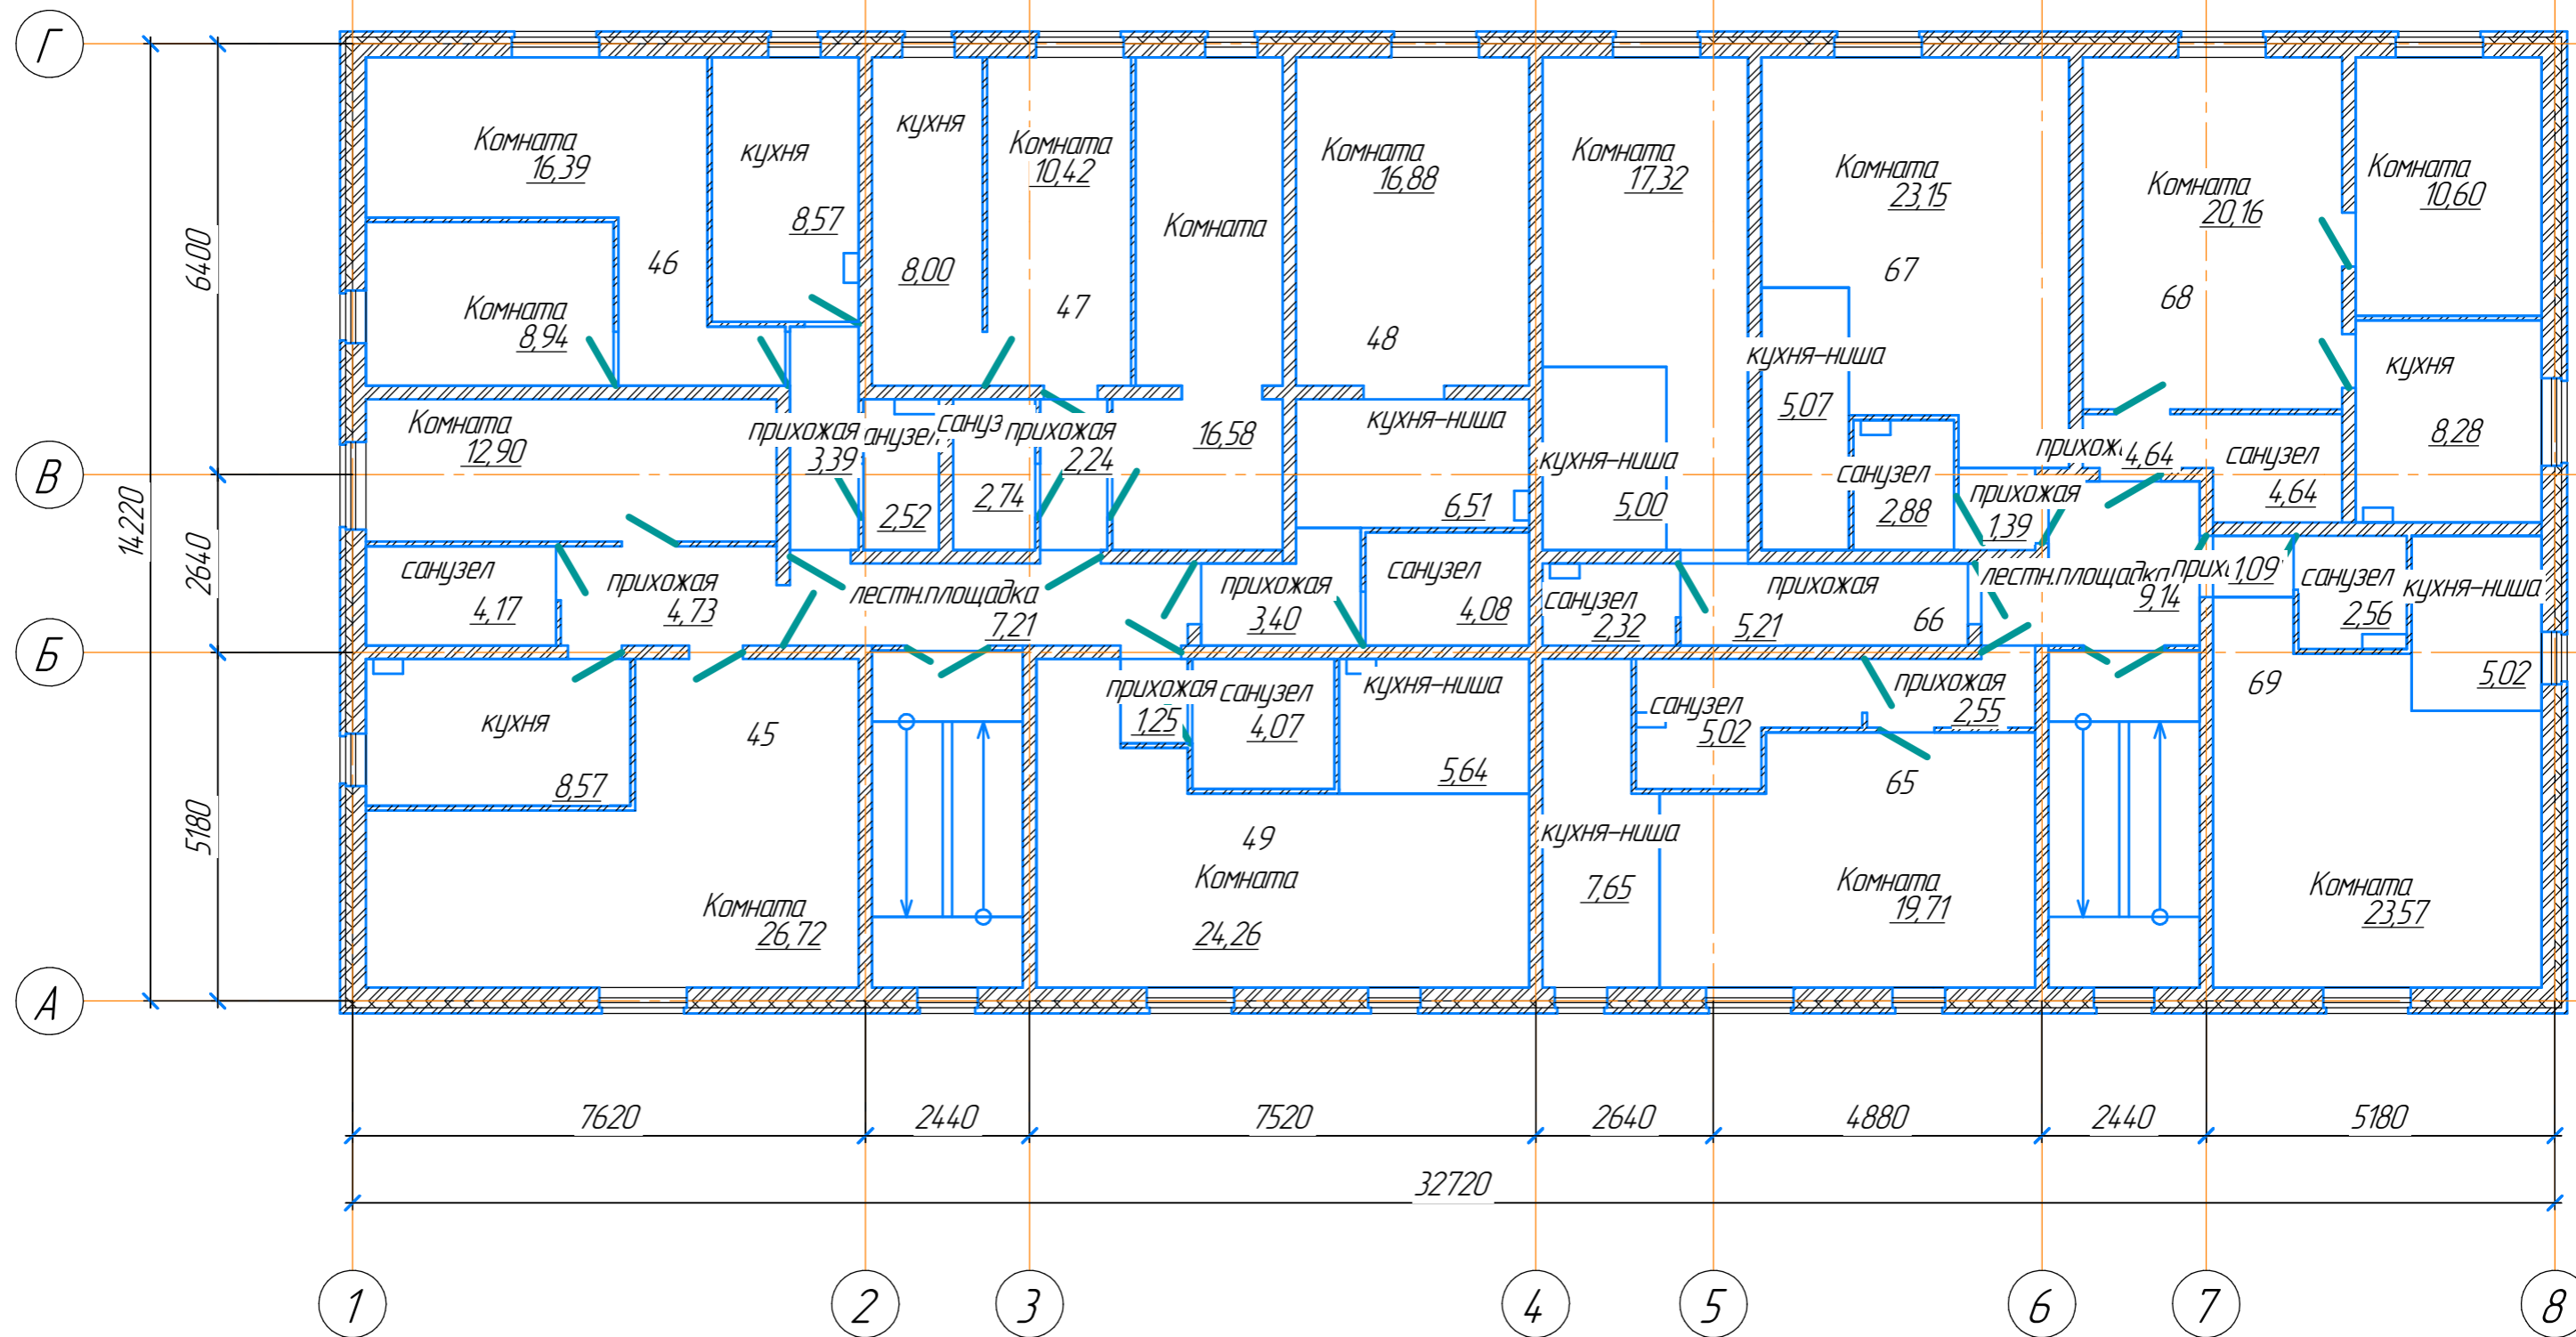 Г
В
Б
А
14220
6400
2640
5180
Комната
16,39
кухня
8,57
46
Комната
8,94
кухня
8,00
Комната
10,42
47
Комната
16,58
Комната
16,88
48
Комната
17,32
Комната
23,15
67
Комната
20,16
68
Комната
10,60
кухня
8,28
Комната
12,90
прихожая
3,39
2,52
2,74
прихожая
2,24
кухня-ниша
6,51
кухня-ниша
5,00
кухня-ниша
5,07
санузел
2,88
прихожая
1,39
4,64
санузел
4,64
санузел
4,17
прихожая
4,73
лестн.площадка
7,21
прихожая
3,40
санузел
4,08
санузел
2,32
прихожая
5,21
66
лестн.площадка
9,14
1,09
санузел
2,56
кухня-ниша
5,02
69
кухня
8,57
45
Комната
26,72
прихожая
1,25
санузел
4,07
кухня-ниша
5,64
49
Комната
24,26
санузел
5,02
прихожая
2,55
65
кухня-ниша
7,65
Комната
19,71
Комната
23,57
7620
2440
7520
2640
4880
2440
5180
32720
1
2
3
4
5
6
7
8